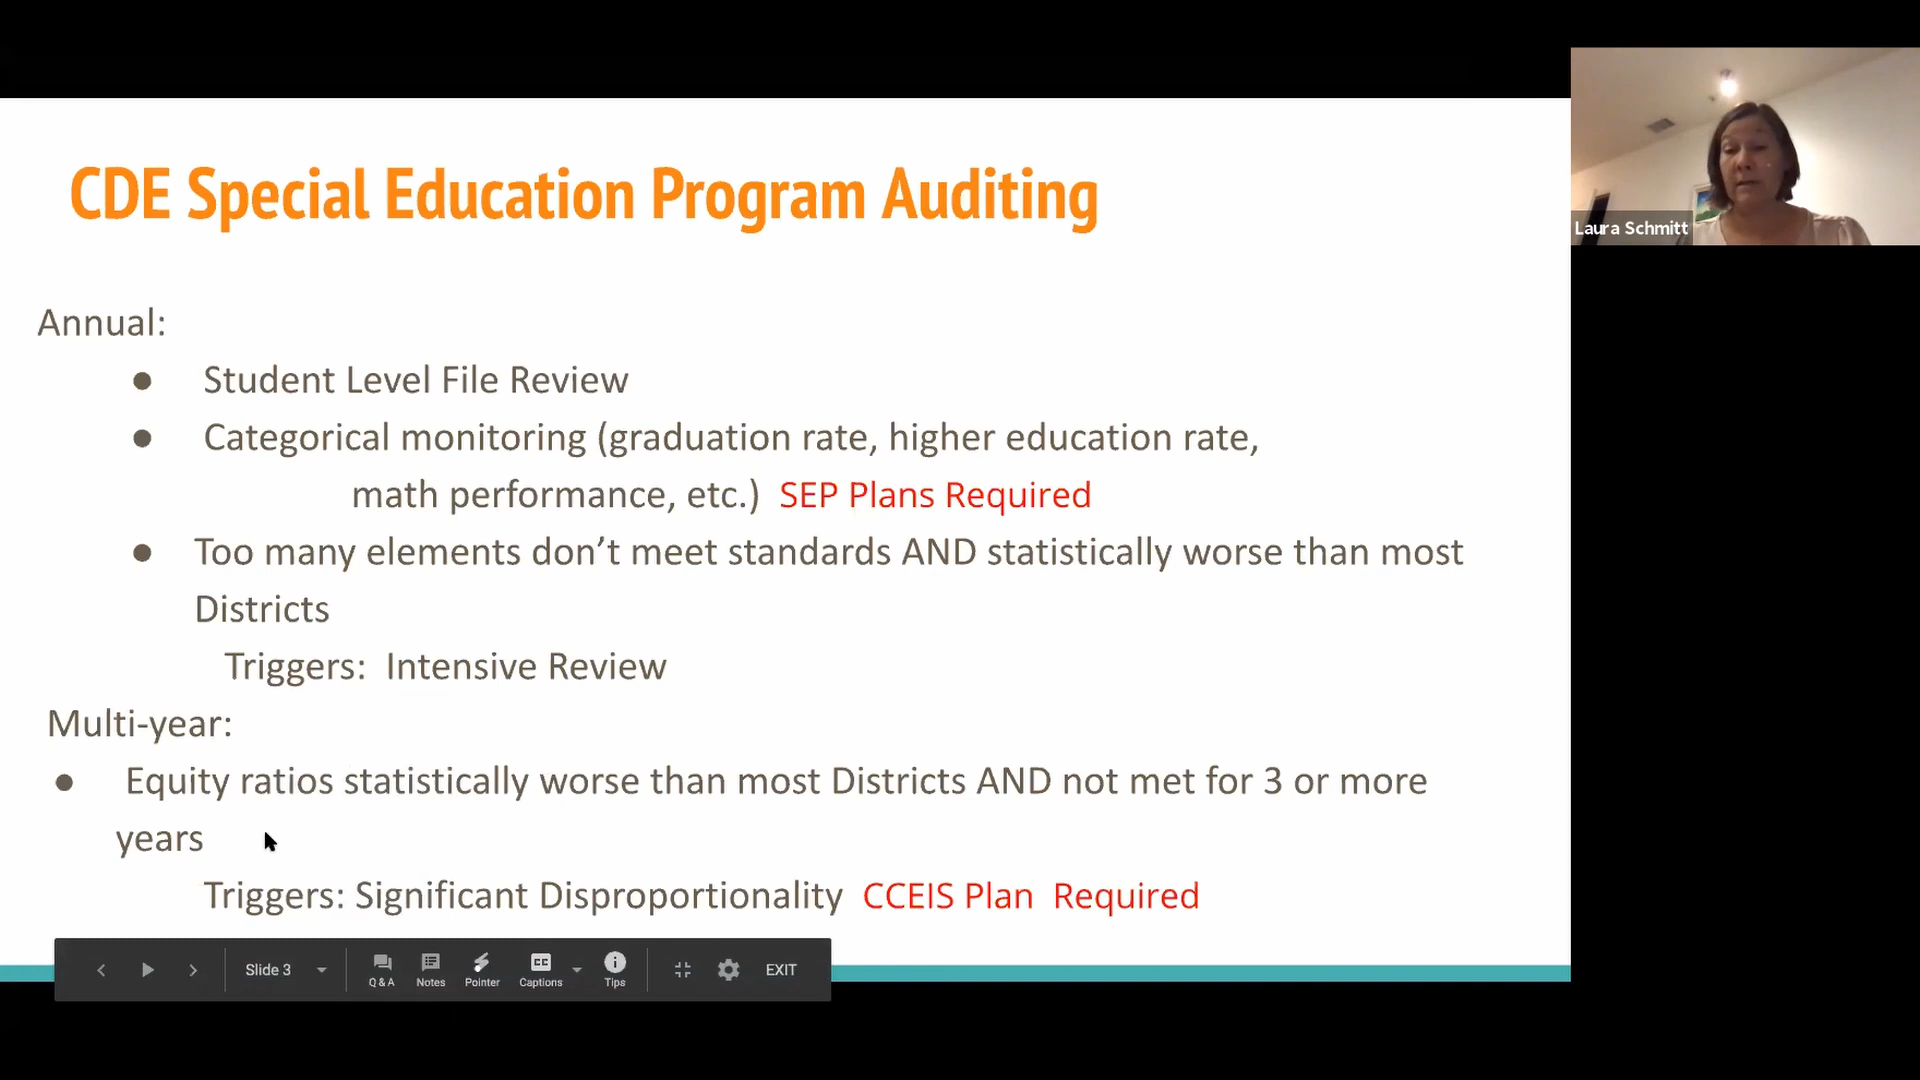 CDE Special Education Program Auditing
Laura Schmitt
Annual:
● Student Level File Review
● Categorical monitoring (graduation rate, higher education rate,
math performance, etc.) SEP Plans Required
● Too many elements don’t meet standards AND statistically worse than most
Districts
Triggers: Intensive Review
Multi-year:
● Equity ratios statistically worse than most Districts AND not met for 3 or more
years
Triggers: Significant Disproportionality CCEIS Plan Required
Slide 3
Q & A
Notes
Pointer
CC
Captions
Tips
EXIT